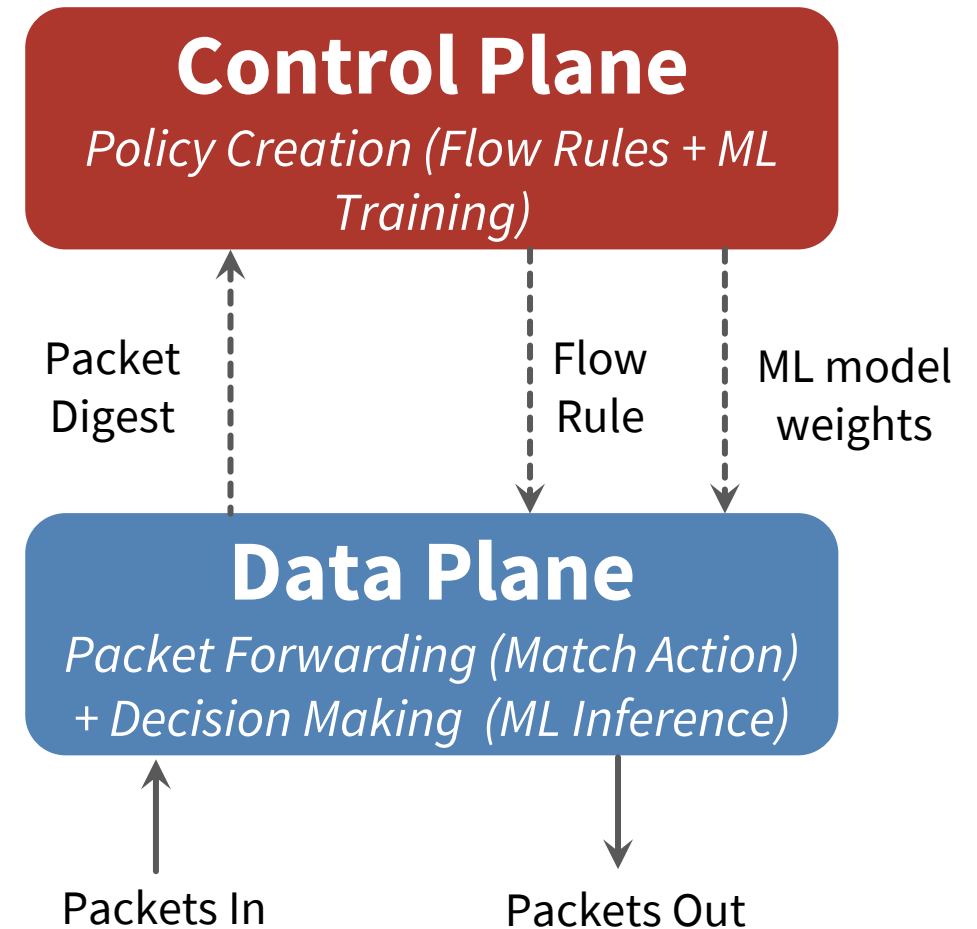 Control Plane
Policy Creation (Flow Rules + ML
Training)
Packet
Digest
Flow
Rule
ML model
weights
Data Plane
Packet Forwarding (Match Action)
+ Decision Making (ML Inference)
Packets In
Packets Out